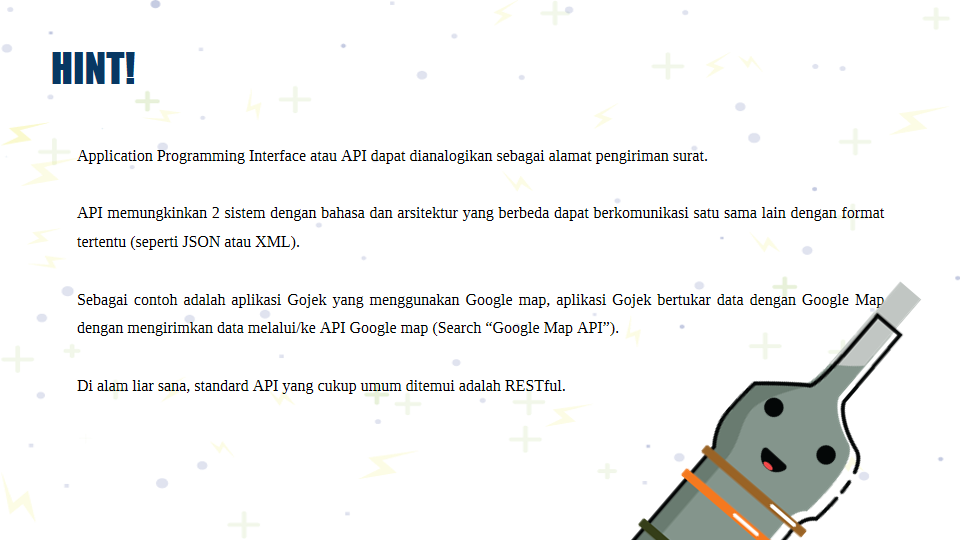 HINT!
Application Programming Interface atau API dapat dianalogikan sebagai alamat pengiriman surat.
API memungkinkan 2 sistem dengan bahasa dan arsitektur yang berbeda dapat berkomunikasi satu sama lain dengan format
tertentu (seperti JSON atau XML).
Sebagai contoh adalah aplikasi Gojek yang menggunakan Google map, aplikasi Gojek bertukar data dengan Google Map
dengan mengirimkan data melalui/ke API Google map (Search “Google Map API”).
Di alam liar sana, standard API yang cukup umum ditemui adalah RESTful.